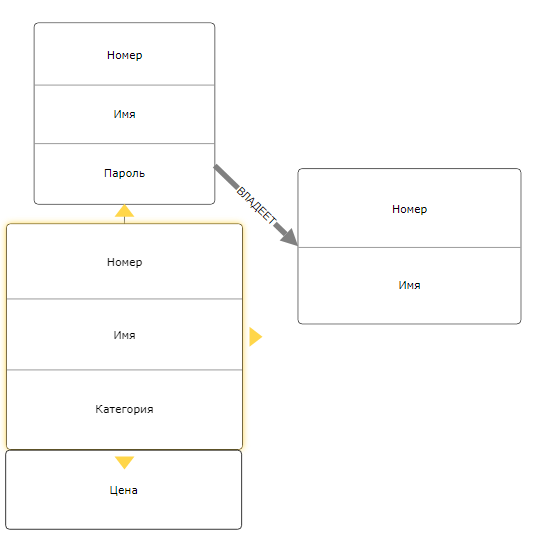 Номер
Имя
Пароль
ВЛАДЕЕТ
Номер
Имя
Номер
Имя
Категория
Цена